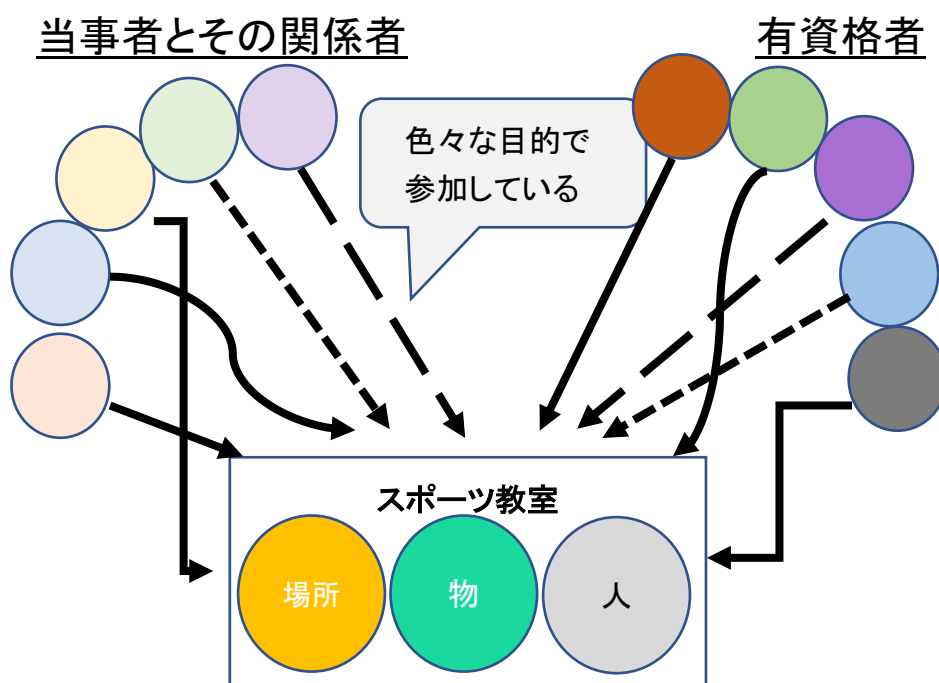 当事者とその関係者
有資格者
色々な目的で
参加している
スポーツ教室
場所
物
人